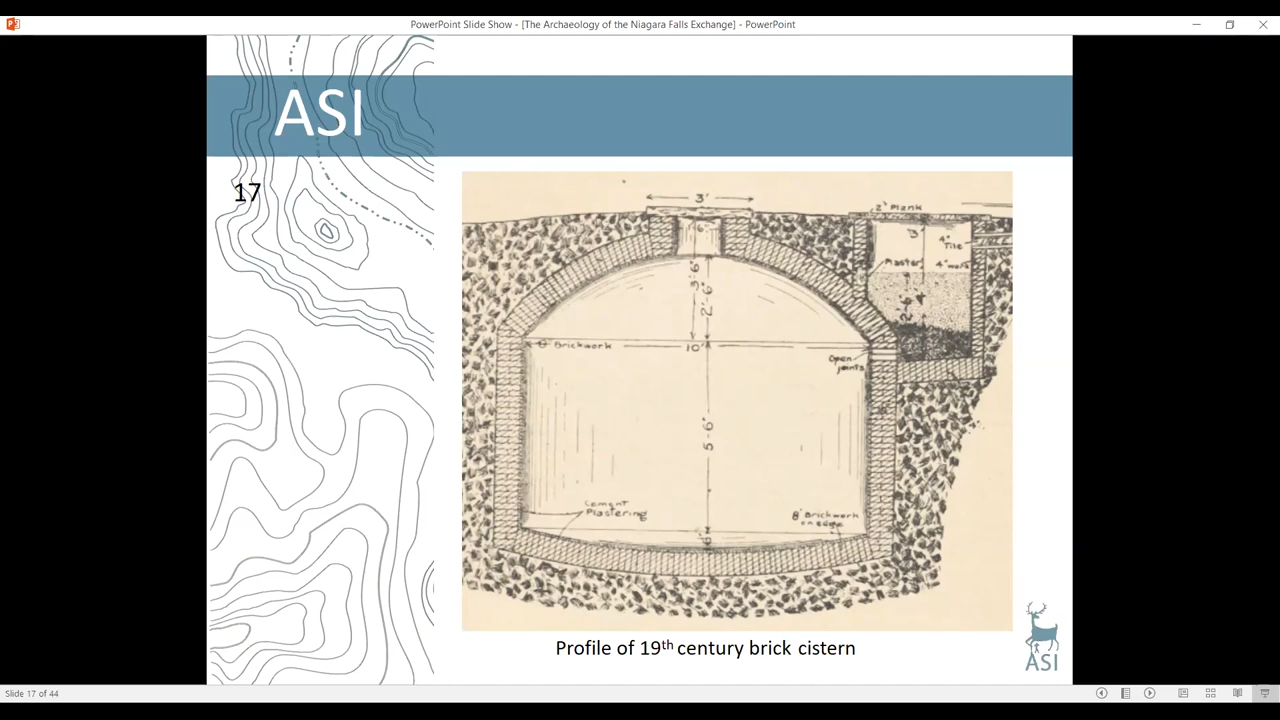 PowerPoint Slide Show - [The Archaeology of the Niagara Falls Exchange] - PowerPoint
ASI
17
3'
6"
2" Plank
3'
4" Tile
4"
3'-6"
2'-6"
8" Brickwork
10'
Open joints
5'-6"
Cement
Plastering
8" Brickwork
on edge
6"
Profile of 19th century brick cistern
ASI
Slide 17 of 44